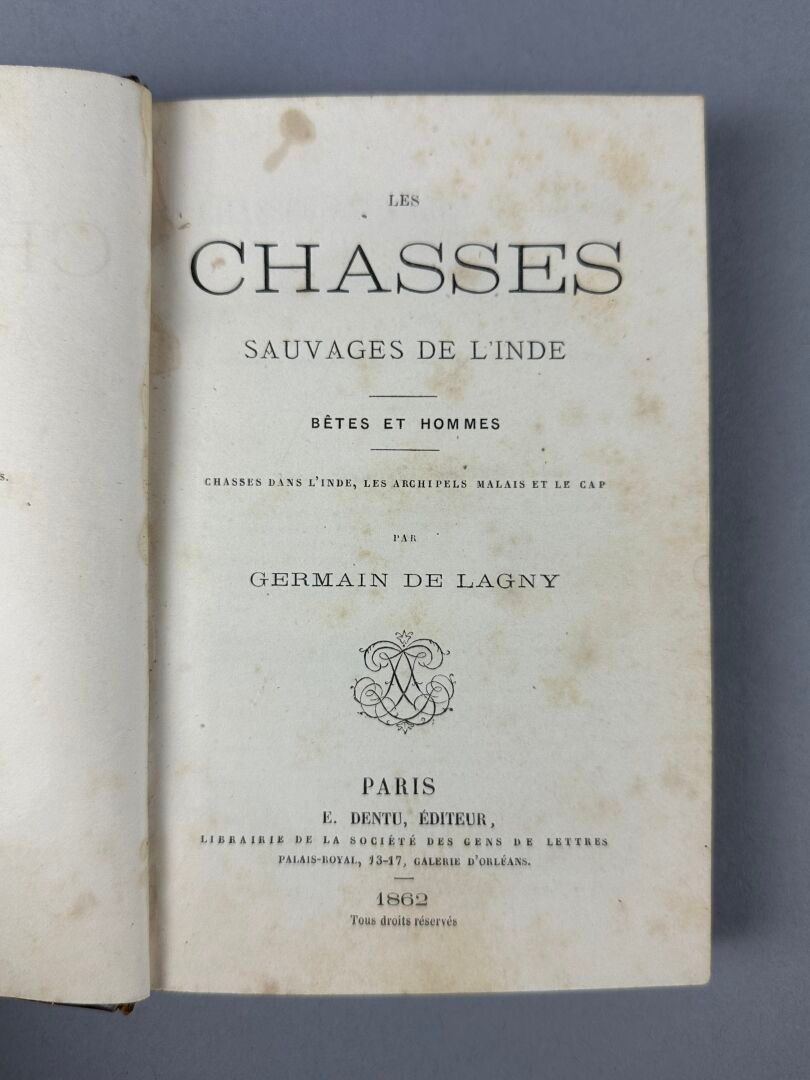 LES
CHASSES
SAUVAGES DE L'INDE
BÊTES ET HOMMES
CHASSES DANS L'INDE, LES ARCHIPELS MALAIS ET LE CAP
PAR
GERMAIN DE LAGNY
PARIS
E. DENTU, ÉDITEUR,
LIBRAIRIE DE LA SOCIÉTÉ DES GENS DE LETTRES
PALAIS-ROYAL, 13-17, GALERIE D'ORLÉANS.
1862
Tous droits réservés